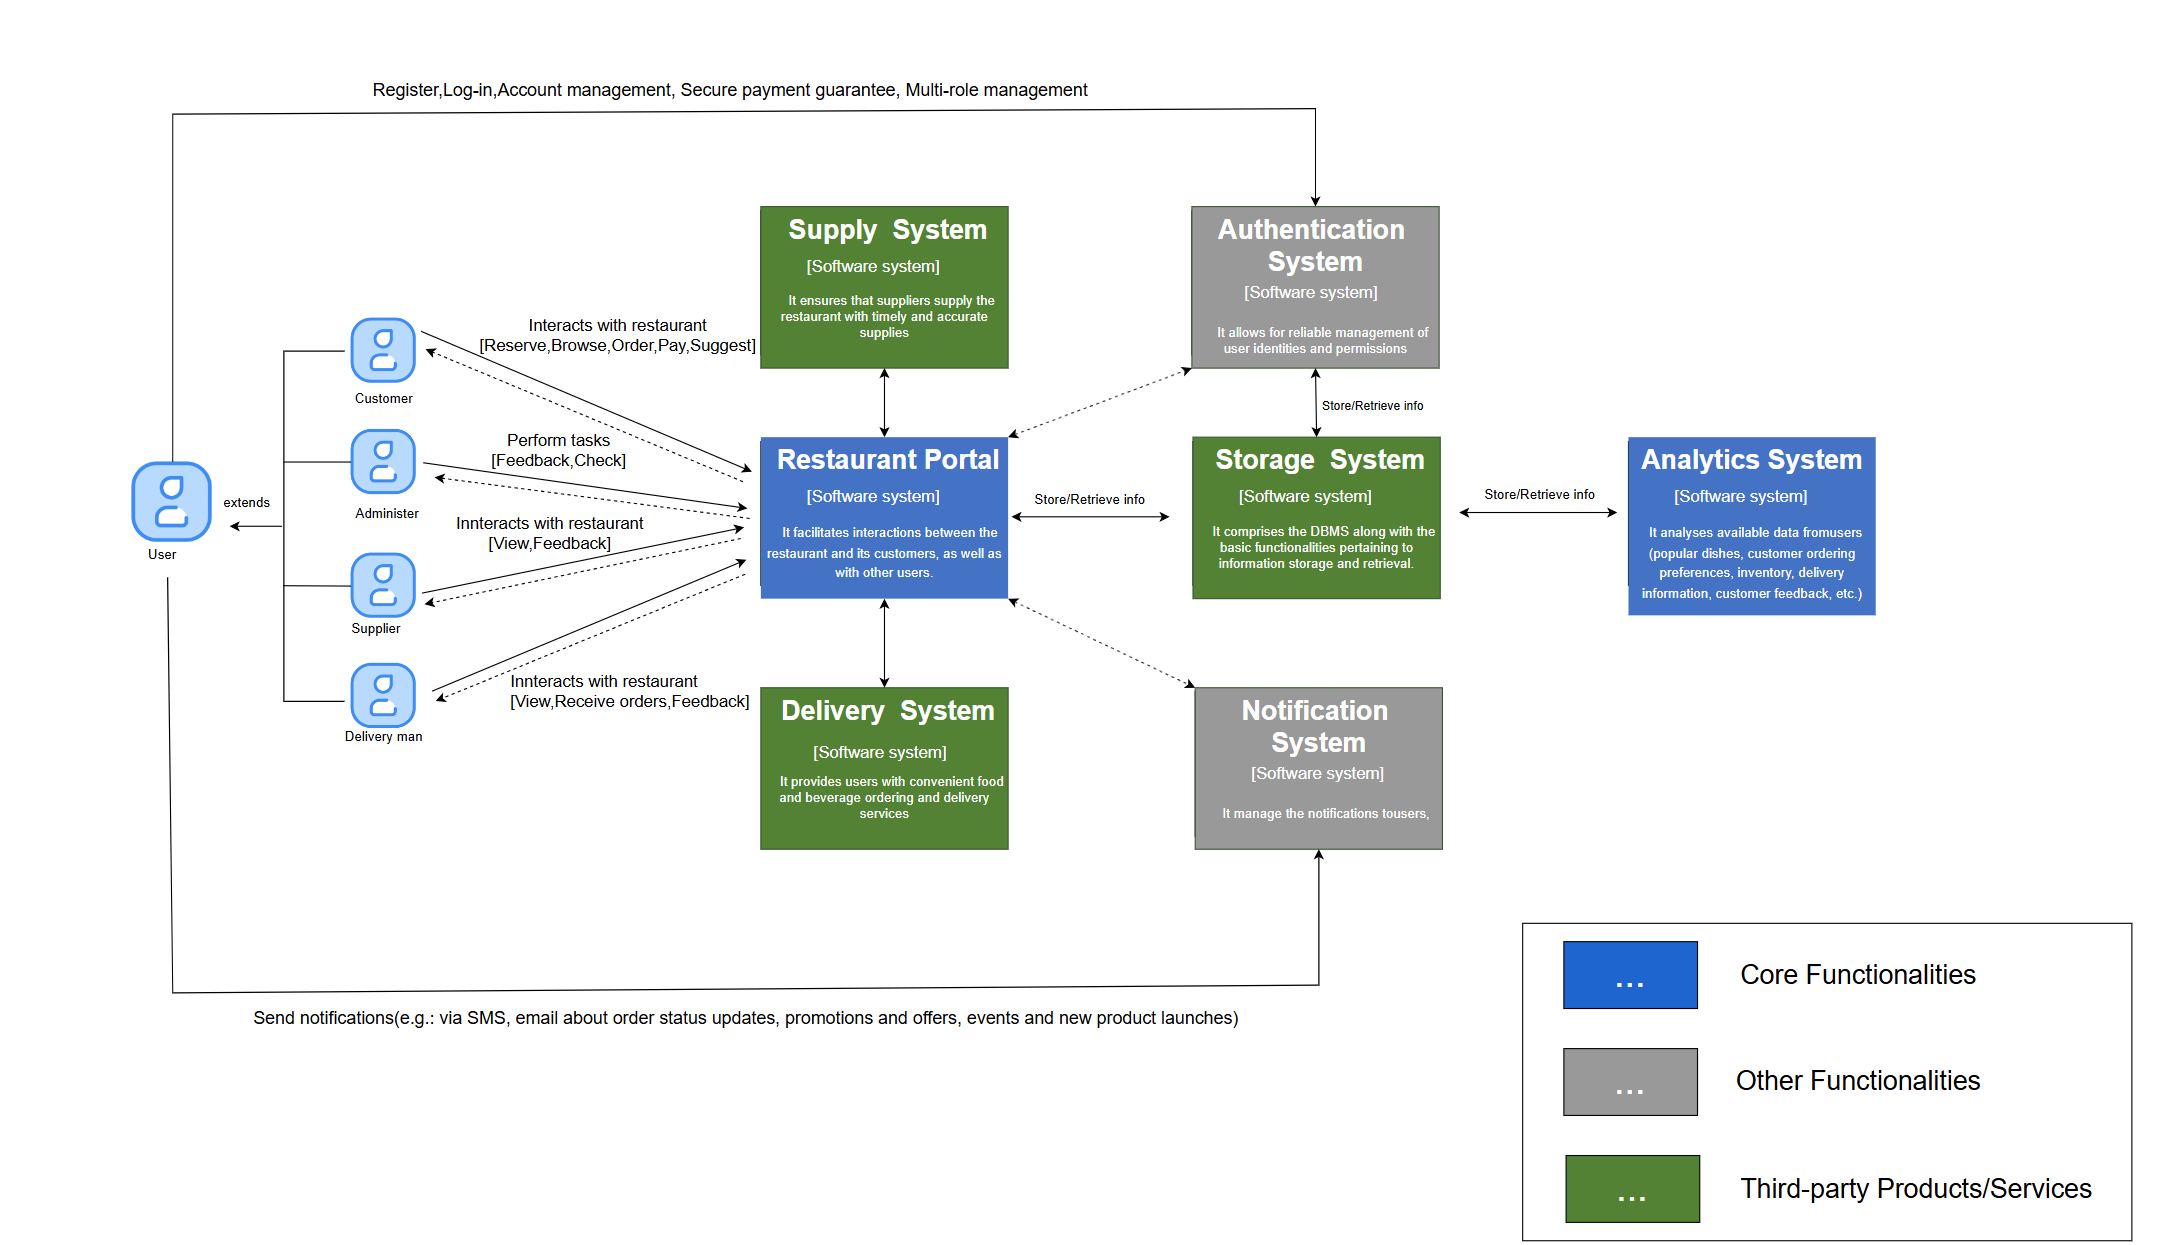 Register,Log-in,Account management, Secure payment guarantee, Multi-role management
Supply System
[Software system]
It ensures that suppliers supply the
restaurant with timely and accurate
supplies
Authentication
System
[Software system]
It allows for reliable management of
user identities and permissions
Interacts with restaurant
[Reserve,Browse,Order,Pay,Suggest]
Customer
Store/Retrieve info
Perform tasks
[Feedback,Check]
Administer
extends
User
Innteracts with restaurant
[View,Feedback]
Supplier
Restaurant Portal
[Software system]
It facilitates interactions between the
restaurant and its customers, as well as
with other users.
Store/Retrieve info
Storage System
[Software system]
It comprises the DBMS along with the
basic functionalities pertaining to
information storage and retrieval.
Store/Retrieve info
Analytics System
[Software system]
It analyses available data fromusers
(popular dishes, customer ordering
preferences, inventory, delivery
information, customer feedback, etc.)
Innteracts with restaurant
[View,Receive orders,Feedback]
Delivery man
Delivery System
[Software system]
It provides users with convenient food
and beverage ordering and delivery
services
Notification
System
[Software system]
It manage the notifications tousers,
Send notifications(e.g.: via SMS, email about order status updates, promotions and offers, events and new product launches)
... Core Functionalities
... Other Functionalities
... Third-party Products/Services